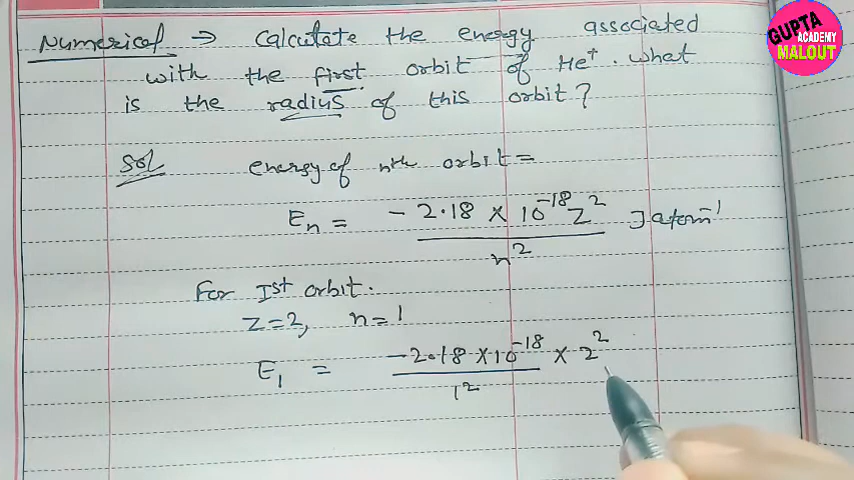 GUPTA
ACADEMY
MALOUT
Numerical → Calculate the energy associated
with the first orbit of He⁺. what
is the radius of this orbit?
Sol energy of nth orbit =
Eₙ = - 2.18 × 10⁻¹⁸ Z² / n² J atom⁻¹
For Ist orbit.
Z=2, n=1
E₁ = -2.18 × 10⁻¹⁸ / 1² × 2²